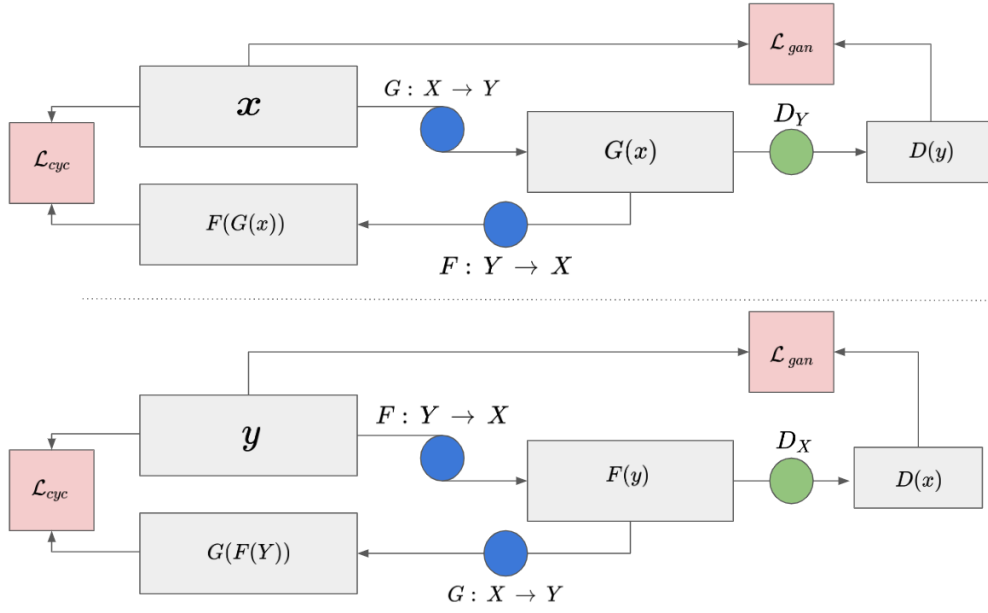 𝓛gan
G : X → Y
x
D_Y
𝓛cyc
G(x)
D(y)
F(G(x))
F : Y → X
𝓛gan
F : Y → X
y
D_X
𝓛cyc
F(y)
D(x)
G(F(Y))
G : X → Y